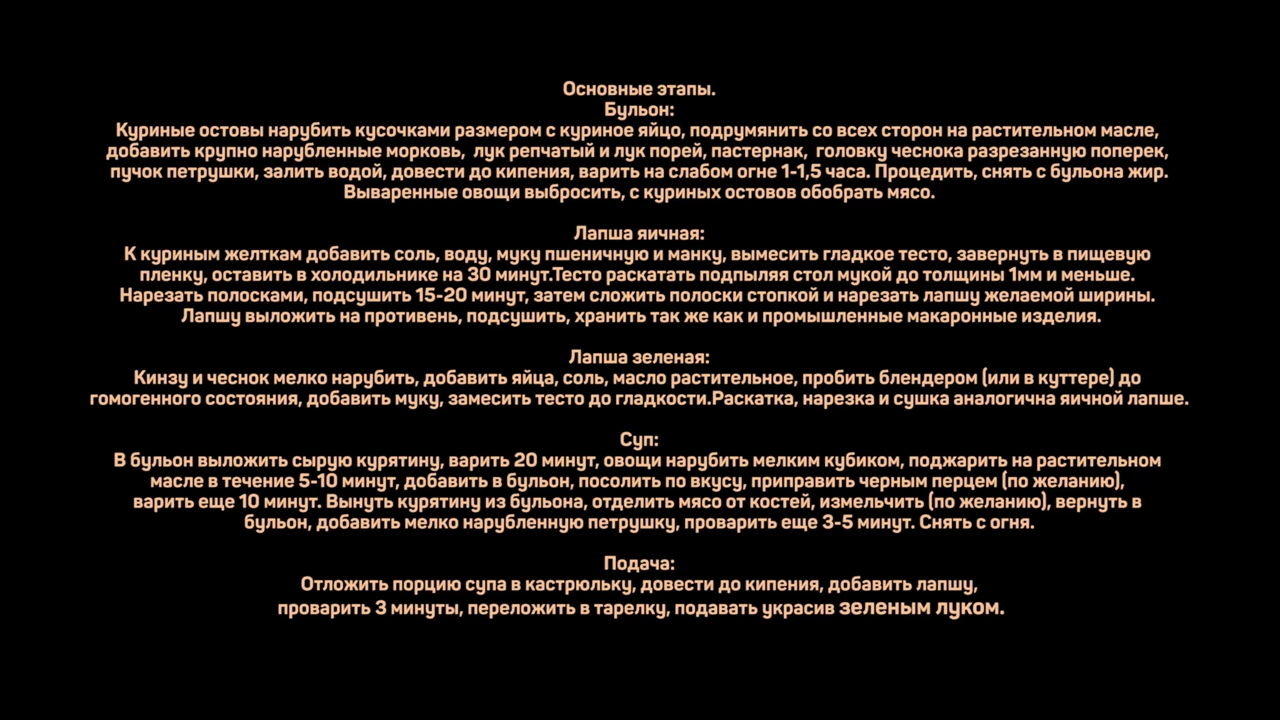 Основные этапы.
Бульон:
Куриные остовы нарубить кусочками размером с куриное яйцо, подрумянить со всех сторон на растительном масле,
добавить крупно нарубленные морковь, лук репчатый и лук порей, пастернак, головку чеснока разрезанную поперек,
пучок петрушки, залить водой, довести до кипения, варить на слабом огне 1-1,5 часа. Процедить, снять с бульона жир.
Вываренные овощи выбросить, с куриных остовов обобрать мясо.
Лапша яичная:
К куриным желткам добавить соль, воду, муку пшеничную и манку, вымесить гладкое тесто, завернуть в пищевую
пленку, оставить в холодильнике на 30 минут.Тесто раскатать подпыляя стол мукой до толщины 1мм и меньше.
Нарезать полосками, подсушить 15-20 минут, затем сложить полоски стопкой и нарезать лапшу желаемой ширины.
Лапшу выложить на противень, подсушить, хранить так же как и промышленные макаронные изделия.
Лапша зеленая:
Кинзу и чеснок мелко нарубить, добавить яйца, соль, масло растительное, пробить блендером (или в куттере) до
гомогенного состояния, добавить муку, замесить тесто до гладкости.Раскатка, нарезка и сушка аналогична яичной лапше.
Суп:
В бульон выложить сырую курятину, варить 20 минут, овощи нарубить мелким кубиком, поджарить на растительном
масле в течение 5-10 минут, добавить в бульон, посолить по вкусу, приправить черным перцем (по желанию),
варить еще 10 минут. Вынуть курятину из бульона, отделить мясо от костей, измельчить (по желанию), вернуть в
бульон, добавить мелко нарубленную петрушку, проварить еще 3-5 минут. Снять с огня.
Подача:
Отложить порцию супа в кастрюльку, довести до кипения, добавить лапшу,
проварить 3 минуты, переложить в тарелку, подавать украсив зеленым луком.